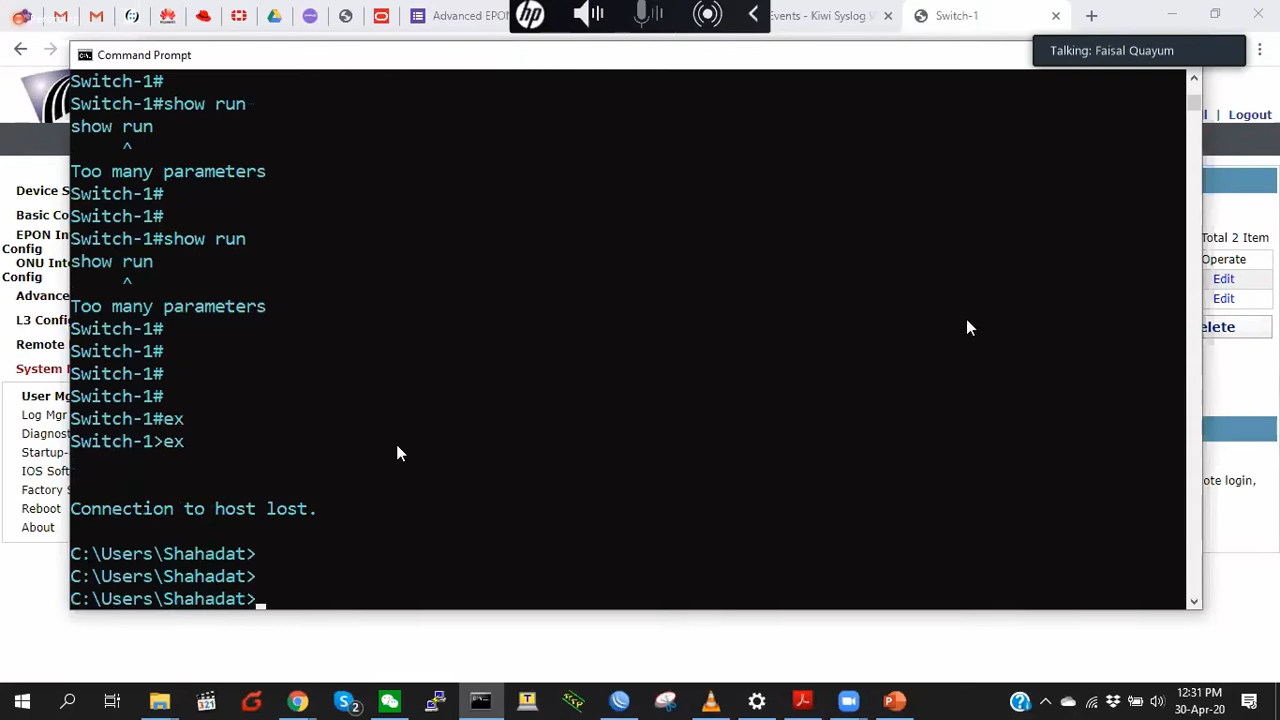 Advanced EPON
Events - Kiwi Syslog
Switch-1
Command Prompt
Talking: Faisal Quayum
Switch-1#
Switch-1#show run
show run
^
Too many parameters
Switch-1#
Switch-1#
Switch-1#show run
show run
^
Too many parameters
Switch-1#
Switch-1#
Switch-1#
Switch-1#
Switch-1#ex
Switch-1>ex
Connection to host lost.
C:\Users\Shahadat>
C:\Users\Shahadat>
C:\Users\Shahadat>
Device S
Basic Co
EPON In
Config
ONU Inte
Config
Advance
L3 Config
Remote
System M
User Mg
Log Mgr
Diagnost
Startup-
IOS Soft
Factory S
Reboot
About
l | Logout
Total 2 Item
Operate
Edit
Edit
elete
ote login,
12:31 PM
30-Apr-20